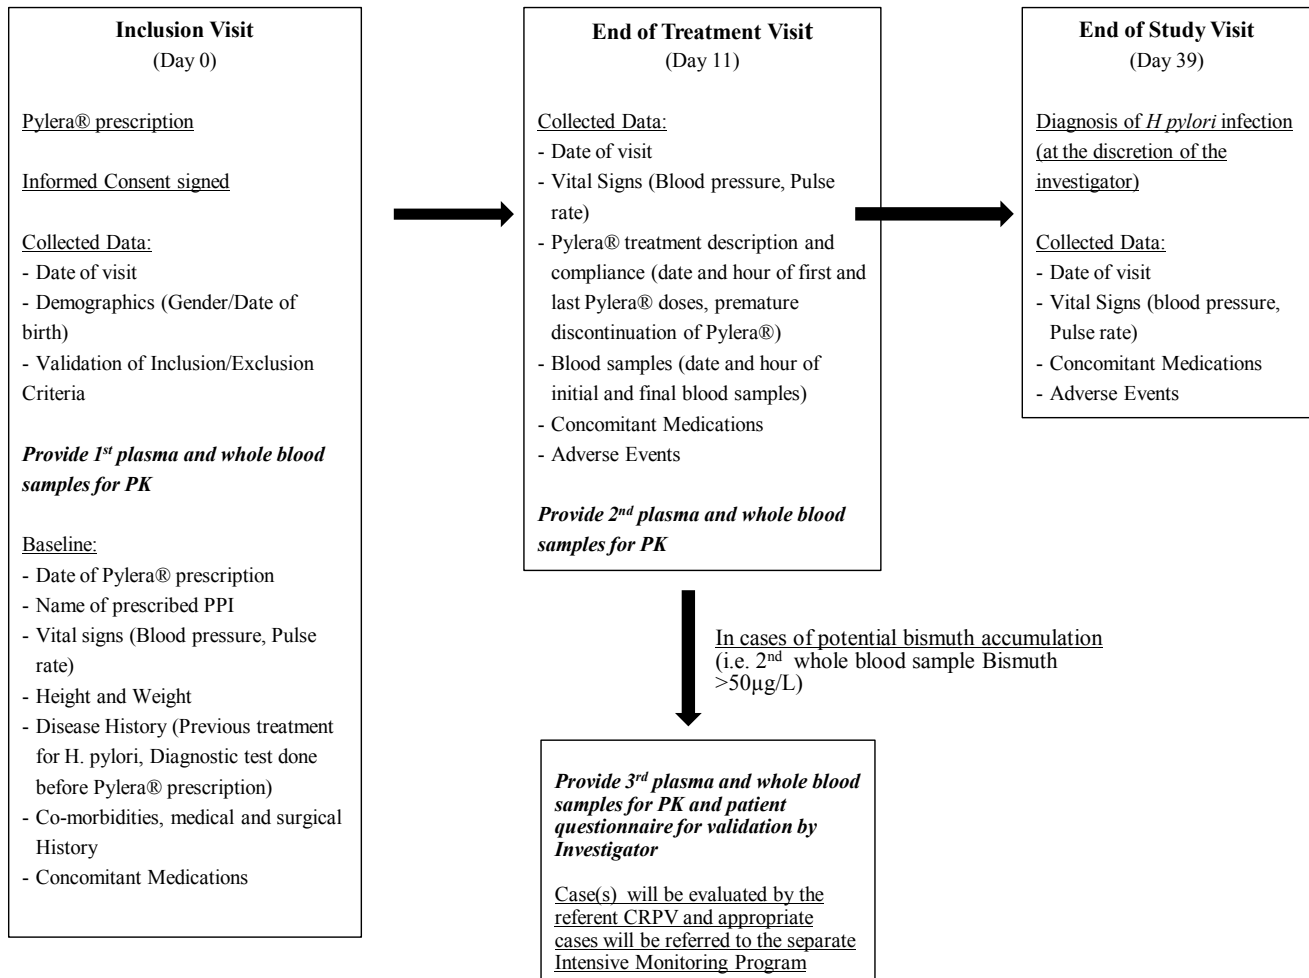 Inclusion Visit
(Day 0)
Pylera® prescription
Informed Consent signed
Collected Data:
- Date of visit
- Demographics (Gender/Date of
birth)
- Validation of Inclusion/Exclusion
Criteria
Provide 1st plasma and whole blood
samples for PK
Baseline:
- Date of Pylera® prescription
- Name of prescribed PPI
- Vital signs (Blood pressure, Pulse
rate)
- Height and Weight
- Disease History (Previous treatment
for H. pylori, Diagnostic test done
before Pylera® prescription)
- Co-morbidities, medical and surgical
History
- Concomitant Medications
End of Treatment Visit
(Day 11)
Collected Data:
- Date of visit
- Vital Signs (Blood pressure, Pulse
rate)
- Pylera® treatment description and
compliance (date and hour of first and
last Pylera® doses, premature
discontinuation of Pylera®)
- Blood samples (date and hour of
initial and final blood samples)
- Concomitant Medications
- Adverse Events
Provide 2nd plasma and whole blood
samples for PK
End of Study Visit
(Day 39)
Diagnosis of H pylori infection
(at the discretion of the
investigator)
Collected Data:
- Date of visit
- Vital Signs (blood pressure,
Pulse rate)
- Concomitant Medications
- Adverse Events
In cases of potential bismuth accumulation
(i.e. 2nd whole blood sample Bismuth
>50µg/L)
Provide 3rd plasma and whole blood
samples for PK and patient
questionnaire for validation by
Investigator
Case(s) will be evaluated by the
referent CRPV and appropriate
cases will be referred to the separate
Intensive Monitoring Program